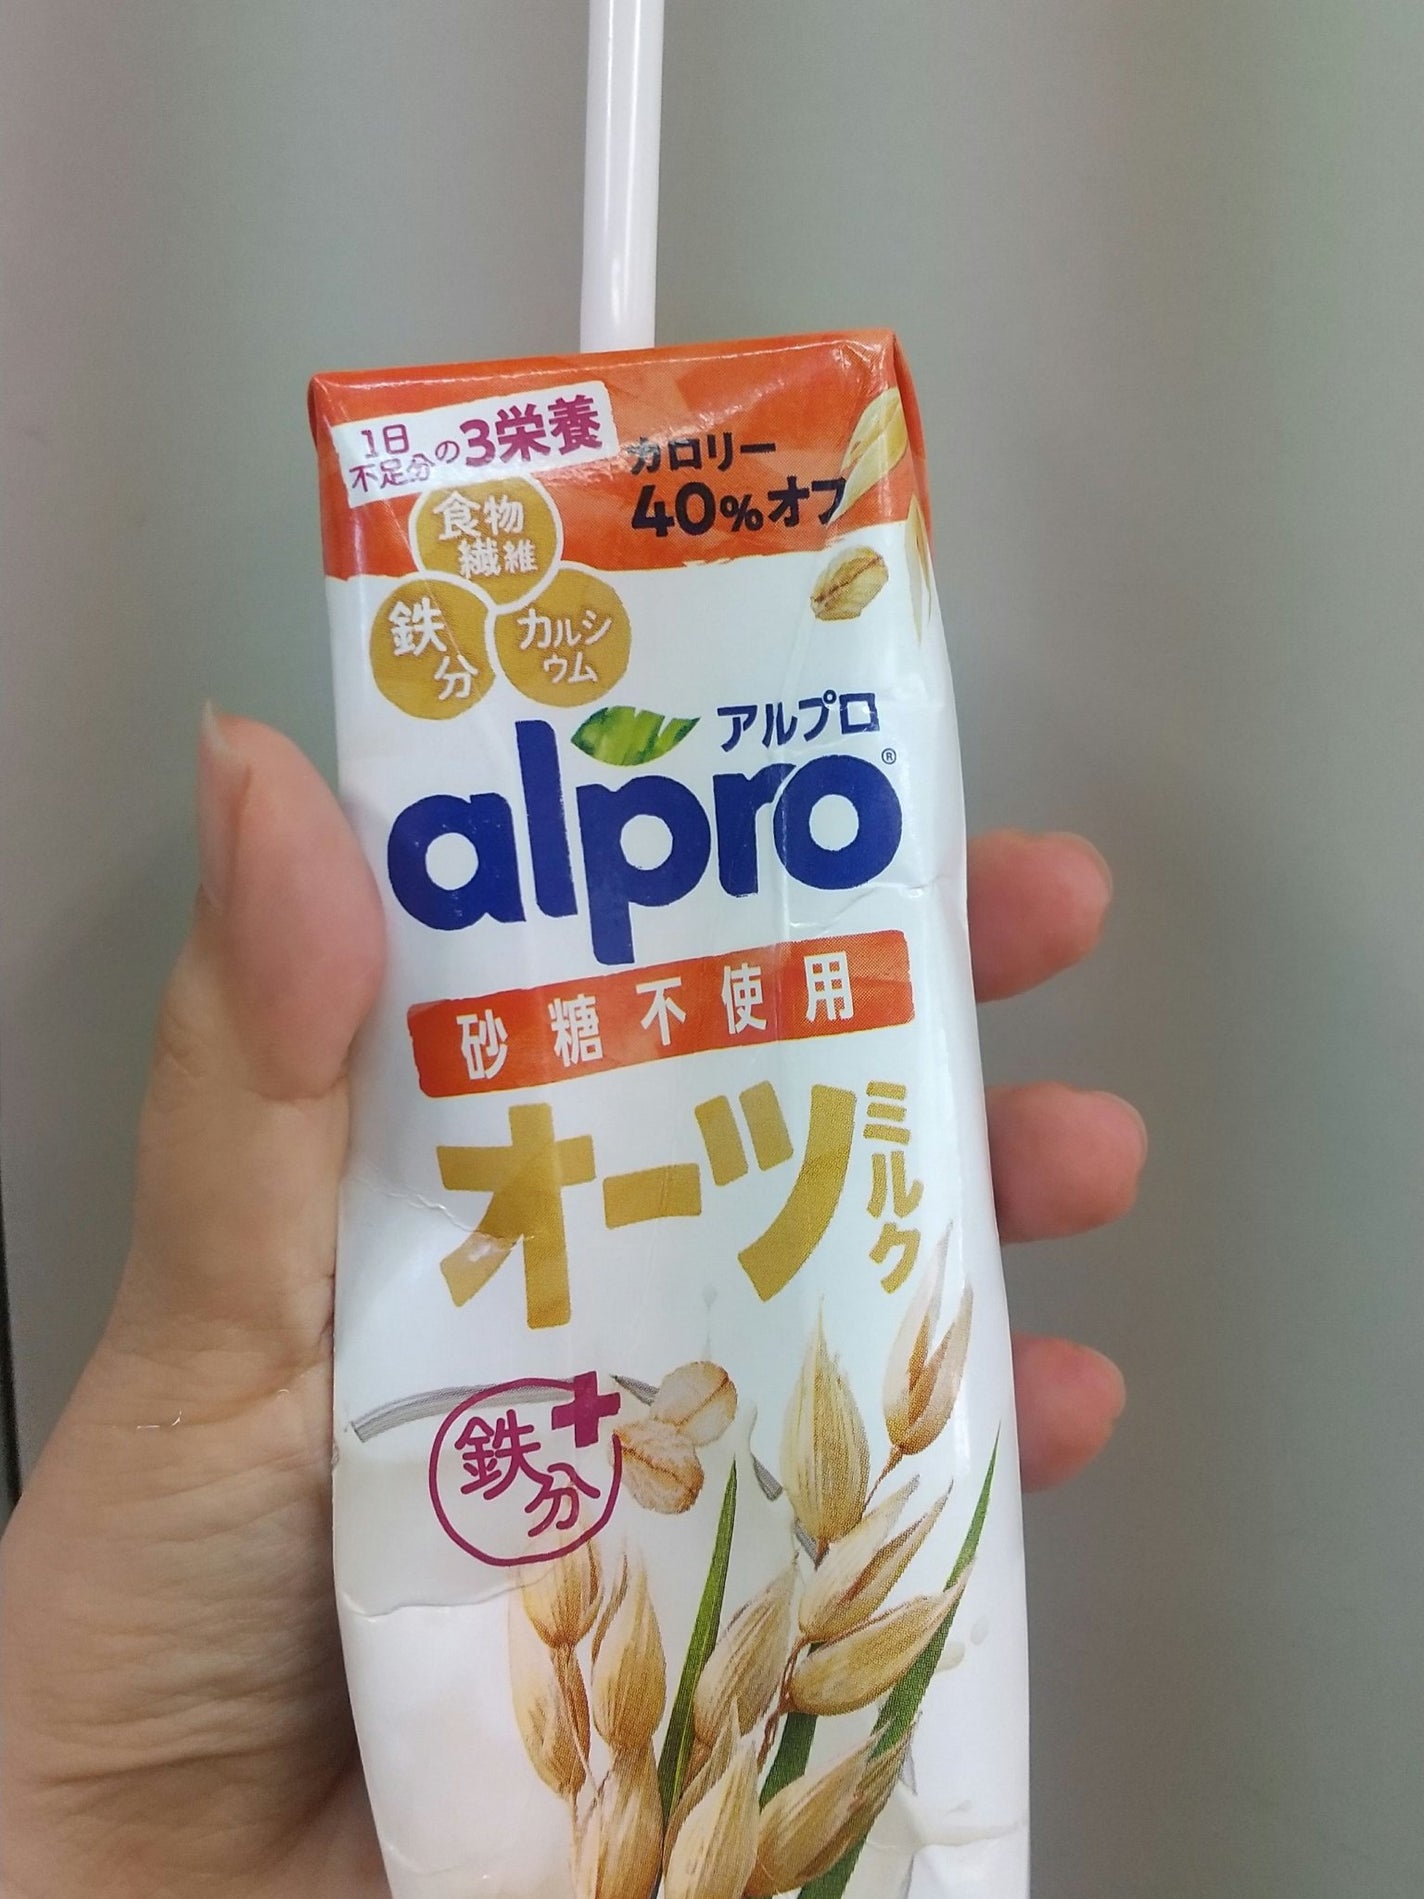 1日
不足分の3栄養
カロリー
40%オフ
食物
繊維
鉄
分
カルシ
ウム
アルプロ
alpro®
砂糖不使用
オーツミルク
鉄+
分